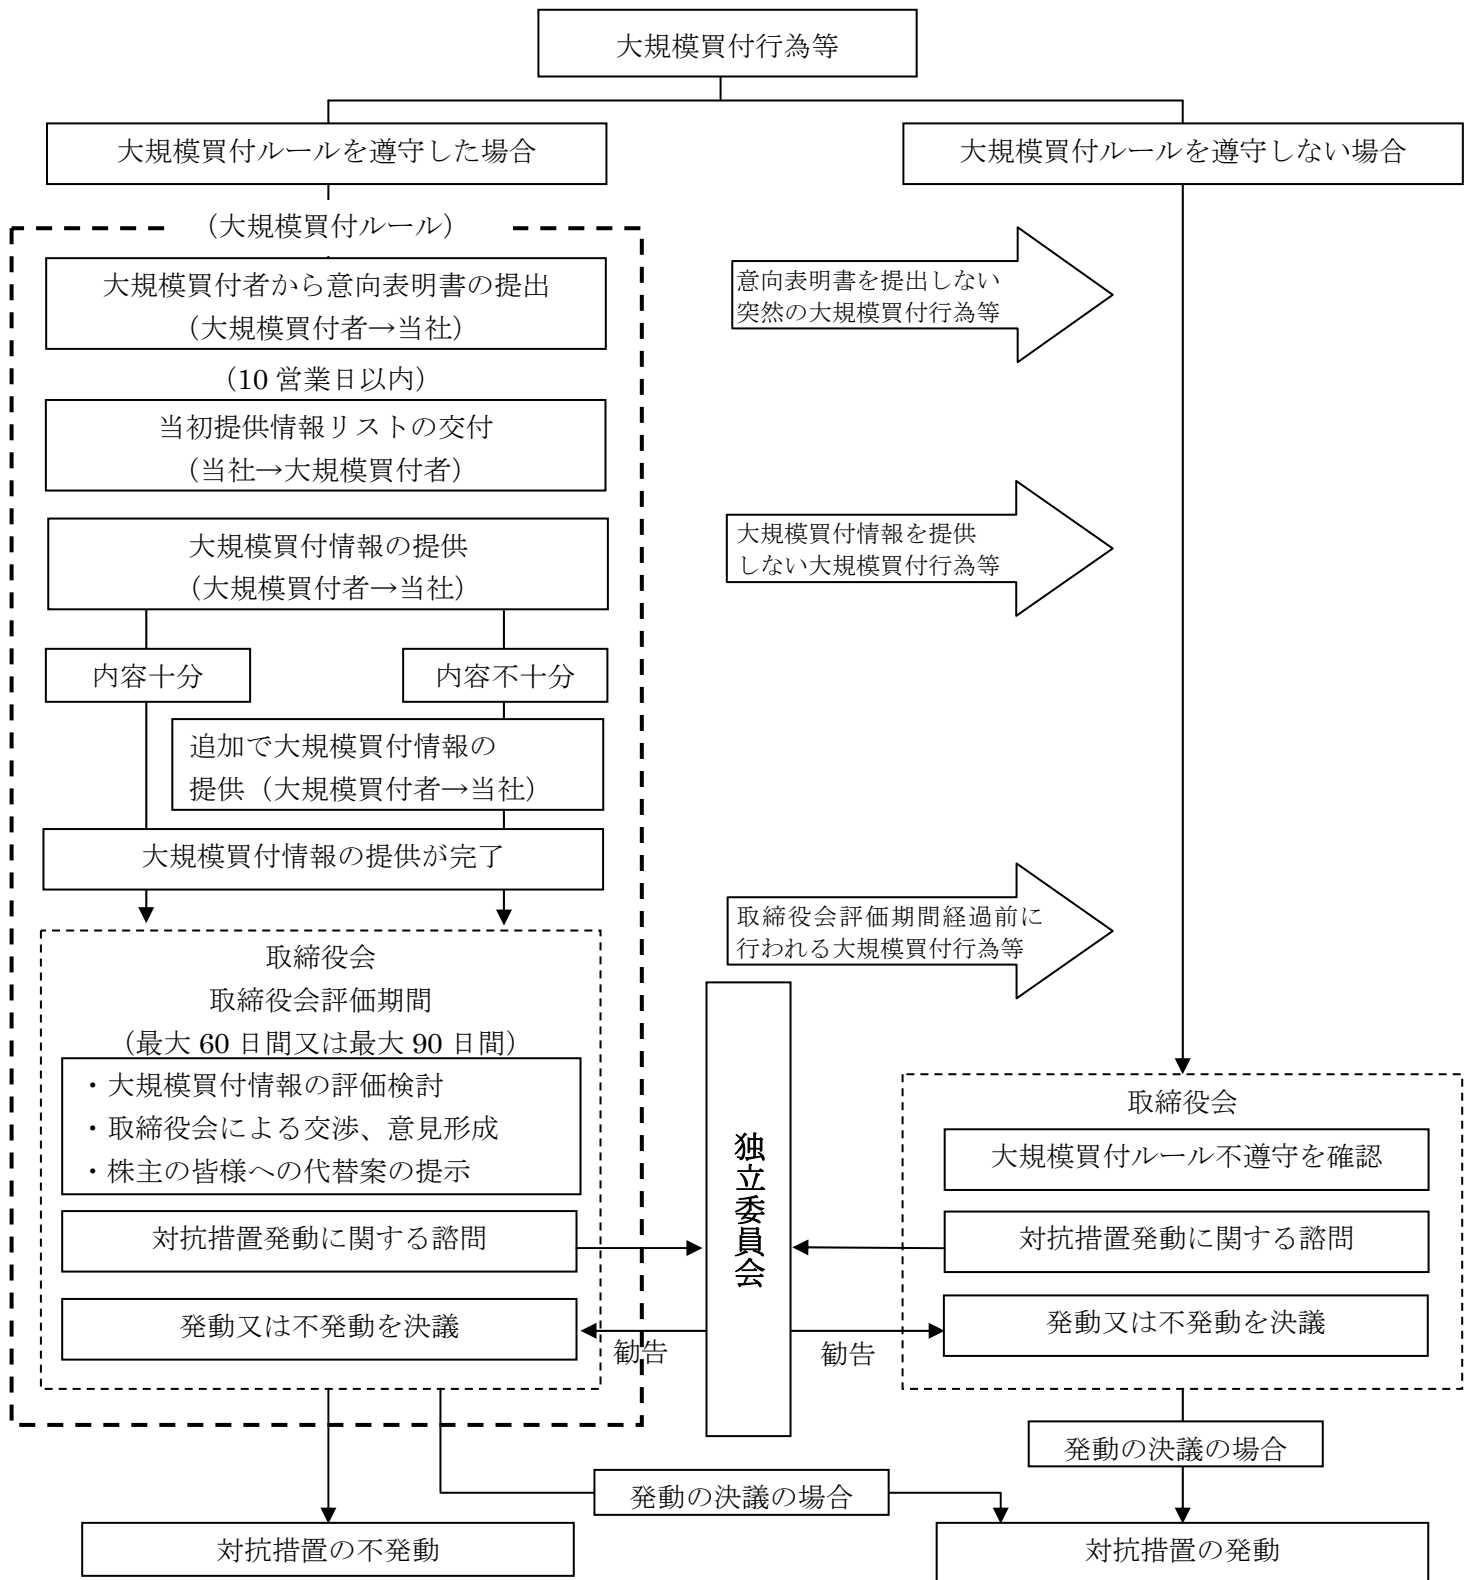 大規模買付行為等
大規模買付ルールを遵守した場合
大規模買付ルールを遵守しない場合
（大規模買付ルール）
大規模買付者から意向表明書の提出
（大規模買付者→当社）
意向表明書を提出しない
突然の大規模買付行為等
（10 営業日以内）
当初提供情報リストの交付
（当社→大規模買付者）
大規模買付情報の提供
（大規模買付者→当社）
大規模買付情報を提供
しない大規模買付行為等
内容十分
内容不十分
追加で大規模買付情報の
提供（大規模買付者→当社）
大規模買付情報の提供が完了
取締役会評価期間経過前に
行われる大規模買付行為等
取締役会
取締役会評価期間
（最大 60 日間又は最大 90 日間）
・大規模買付情報の評価検討
・取締役会による交渉、意見形成
・株主の皆様への代替案の提示
対抗措置発動に関する諮問
発動又は不発動を決議
独立委員会
勧告
勧告
取締役会
大規模買付ルール不遵守を確認
対抗措置発動に関する諮問
発動又は不発動を決議
発動の決議の場合
発動の決議の場合
対抗措置の不発動
対抗措置の発動